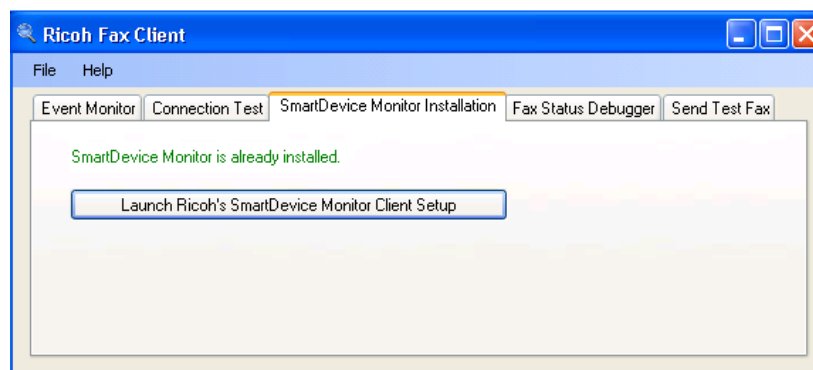 Ricoh Fax Client
File Help
Event Monitor Connection Test SmartDevice Monitor Installation Fax Status Debugger Send Test Fax
SmartDevice Monitor is already installed.
Launch Ricoh's SmartDevice Monitor Client Setup